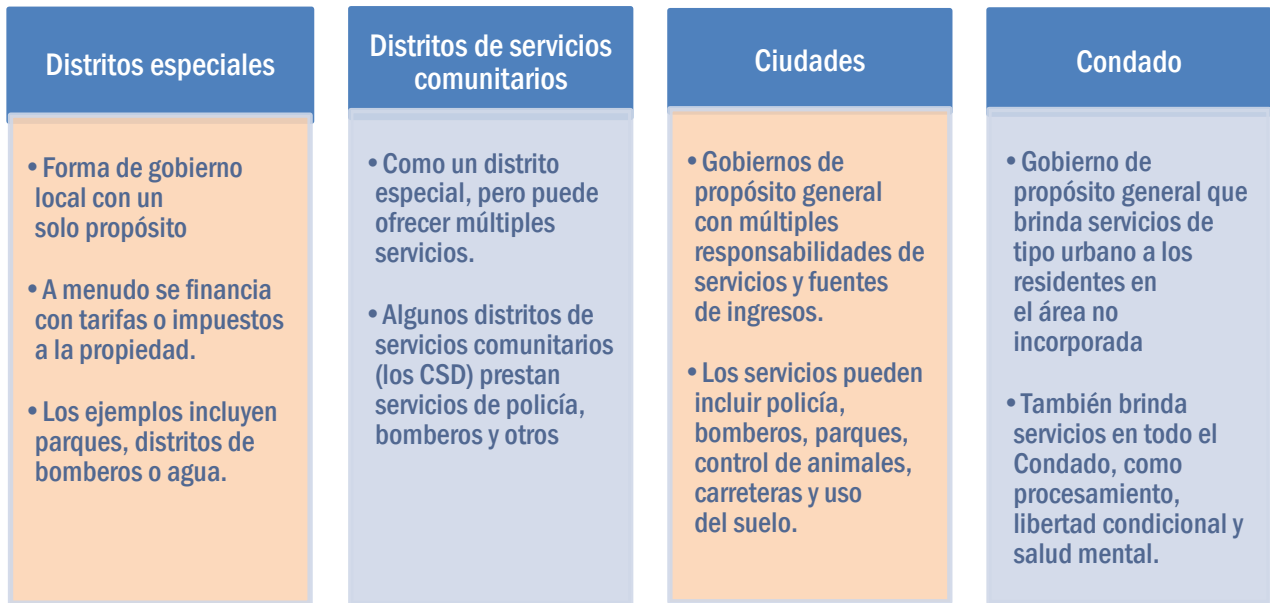 Distritos especiales
• Forma de gobierno
local con un
solo propósito
• A menudo se financia
con tarifas o impuestos
a la propiedad.
• Los ejemplos incluyen
parques, distritos de
bomberos o agua.
Distritos de servicios
comunitarios
• Como un distrito
especial, pero puede
ofrecer múltiples
servicios.
• Algunos distritos de
servicios comunitarios
(los CSD) prestan
servicios de policía,
bomberos y otros
Ciudades
• Gobiernos de
propósito general
con múltiples
responsabilidades de
servicios y fuentes
de ingresos.
• Los servicios pueden
incluir policía,
bomberos, parques,
control de animales,
carreteras y uso
del suelo.
Condado
• Gobierno de
propósito general que
brinda servicios de
tipo urbano a los
residentes en
el área no
incorporada
• También brinda
servicios en todo el
Condado, como
procesamiento,
libertad condicional y
salud mental.